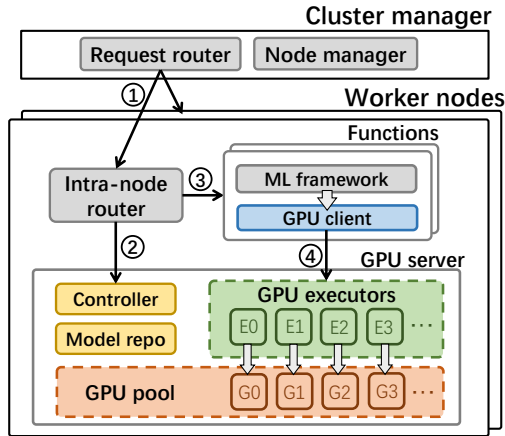 Cluster manager
Request router
Node manager
①
Worker nodes
Functions
Intra-node
router
③
ML framework
GPU client
②
④
GPU server
Controller
Model repo
GPU executors
E0 E1 E2 E3 ···
GPU pool
G0 G1 G2 G3 ···